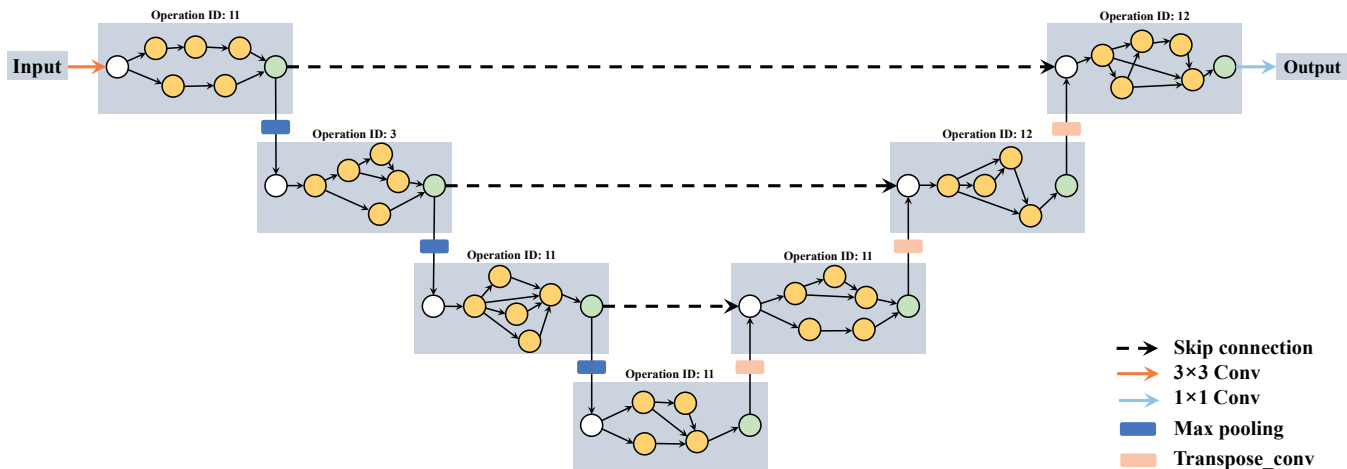 Operation ID: 11
Operation ID: 12
Input
Output
Operation ID: 3
Operation ID: 12
Operation ID: 11
Operation ID: 11
Operation ID: 11
Skip connection
3×3 Conv
1×1 Conv
Max pooling
Transpose_conv